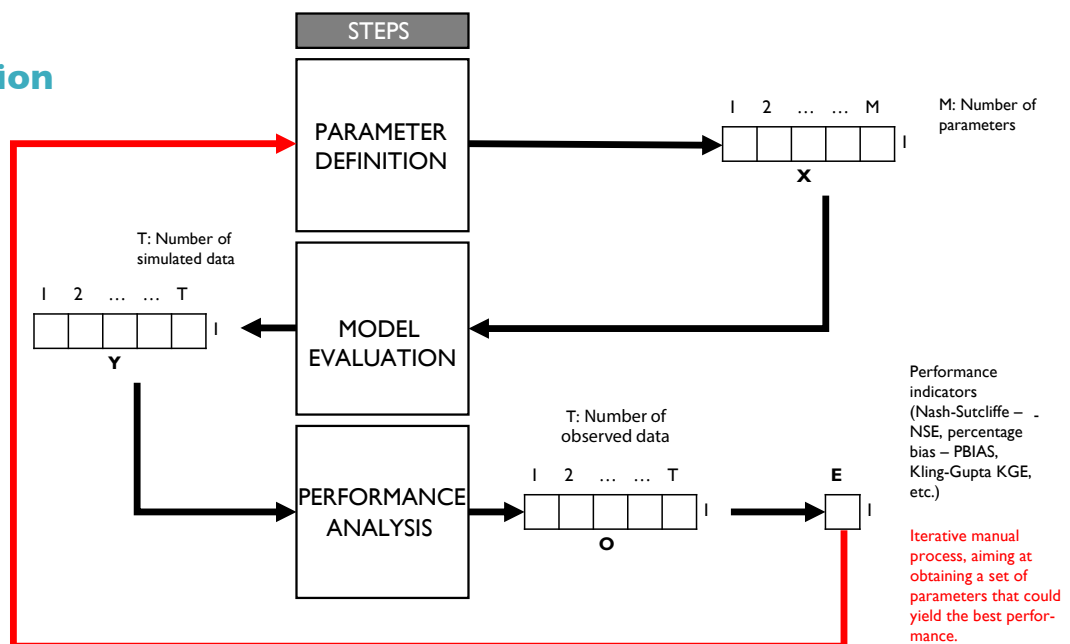 STEPS
ion
PARAMETER
DEFINITION
1 2 … … M
1
X
M: Number of
parameters
T: Number of
simulated data
1 2 … … T
1
Y
MODEL
EVALUATION
PERFORMANCE
ANALYSIS
T: Number of
observed data
1 2 … … T
1
O
E
1
Performance
indicators
(Nash-Sutcliffe – -
NSE, percentage
bias – PBIAS,
Kling-Gupta KGE,
etc.)
Iterative manual
process, aiming at
obtaining a set of
parameters that could
yield the best perfor-
mance.